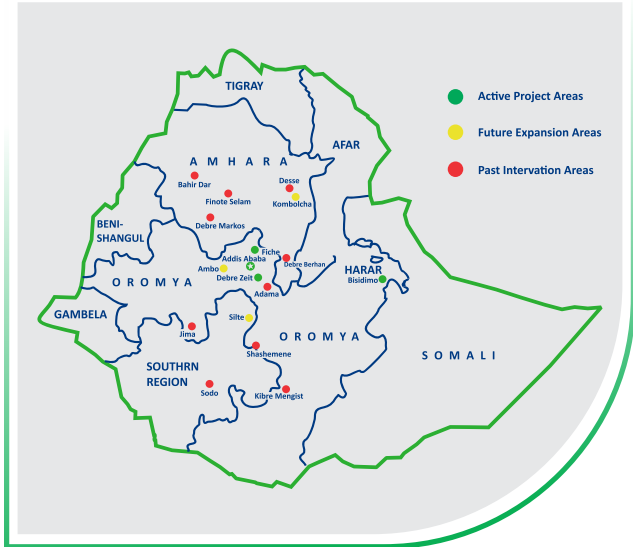 TIGRAY
Active Project Areas
Future Expansion Areas
AFAR
AMHARA
Past Intervation Areas
Bahir Dar
Desse
Finote Selam
Kombolcha
Debre Markos
BENI-
SHANGUL
Fiche
Addis Ababa
Debre Berhan
Ambo
HARAR
Debre Zeit
Bisidimo
OROMYA
Adama
GAMBELA
Silte
Jima
OROMYA
Shashemene
SOMALI
SOUTHRN
REGION
Sodo
Kibre Mengist